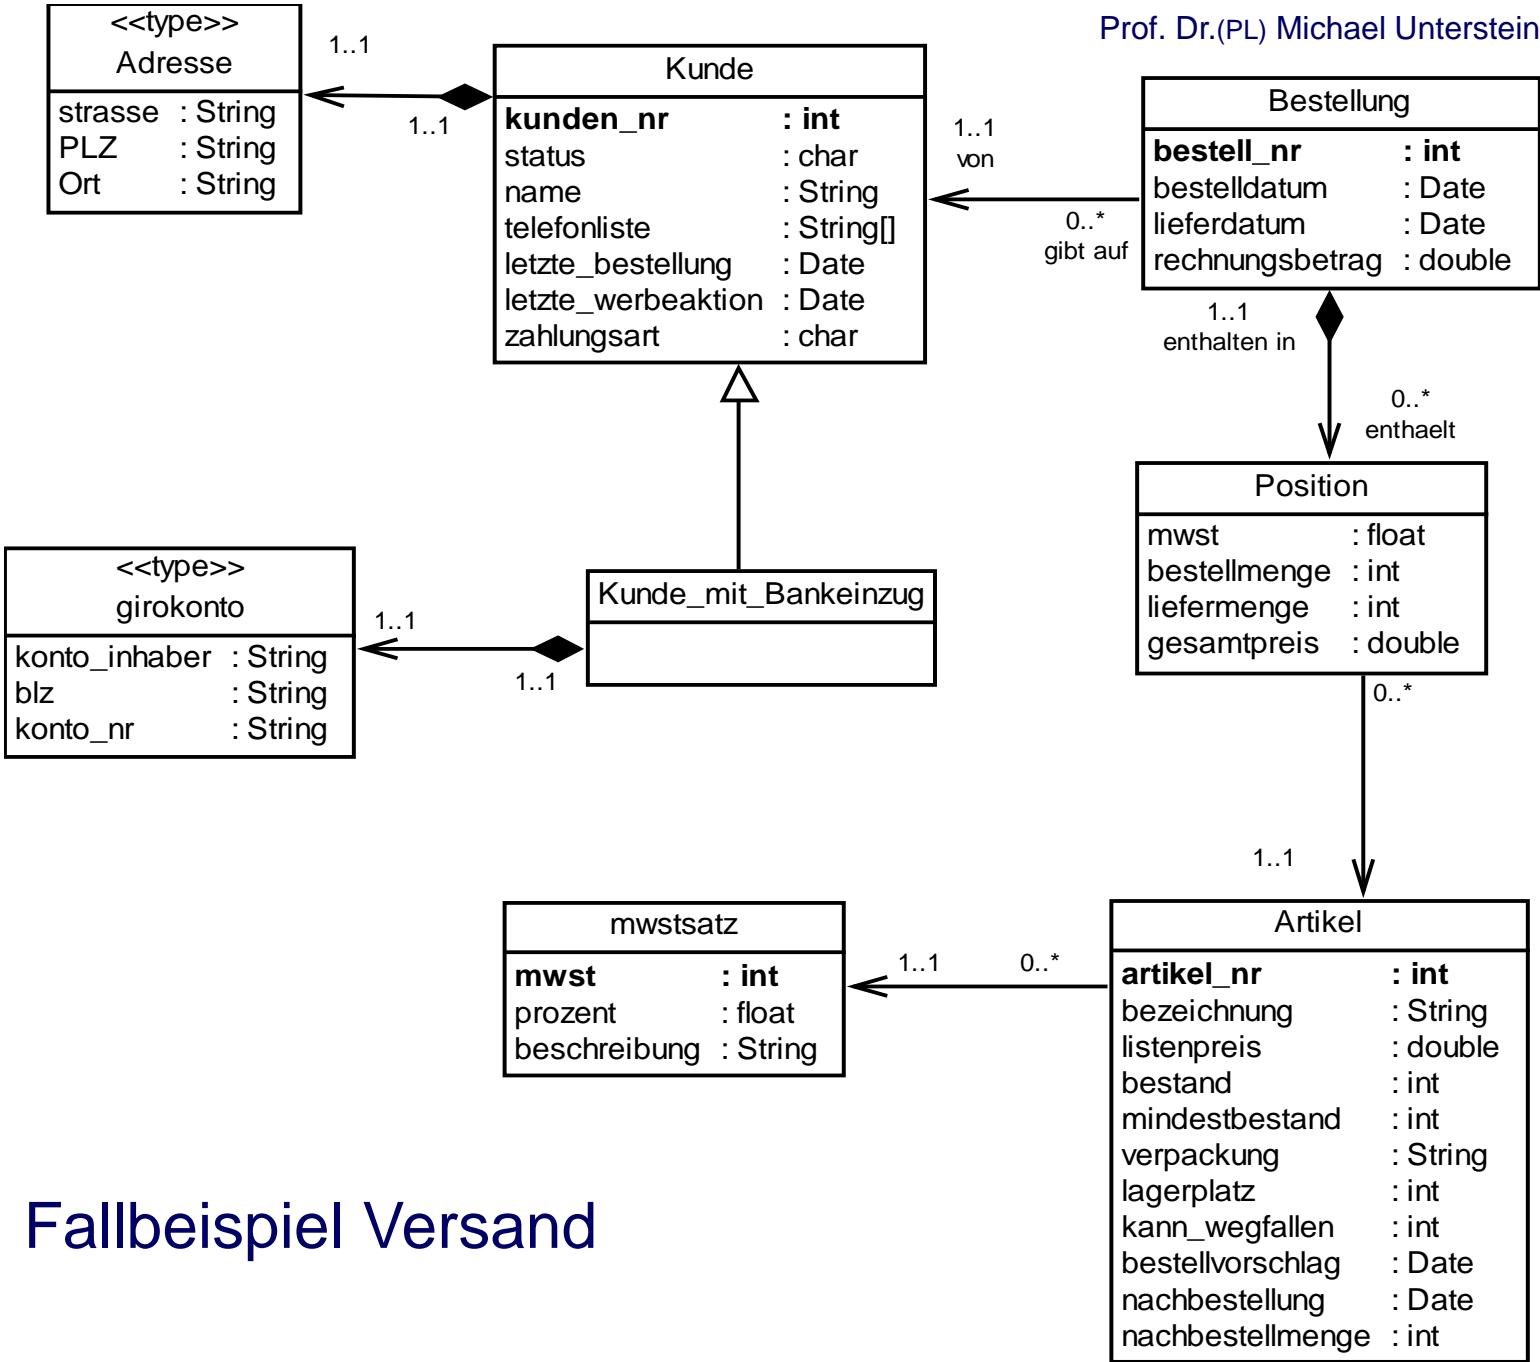 Prof. Dr.(PL) Michael Unterstein
<<type>>
Adresse
strasse : String
PLZ : String
Ort : String
1..1
1..1
Kunde
kunden_nr : int
status : char
name : String
telefonliste : String[]
letzte_bestellung : Date
letzte_werbeaktion : Date
zahlungsart : char
1..1
von
0..*
gibt auf
Bestellung
bestell_nr : int
bestelldatum : Date
lieferdatum : Date
rechnungsbetrag : double
1..1
enthalten in
0..*
enthaelt
Position
mwst : float
bestellmenge : int
liefermenge : int
gesamtpreis : double
<<type>>
girokonto
konto_inhaber : String
blz : String
konto_nr : String
1..1
1..1
Kunde_mit_Bankeinzug
0..*
1..1
mwstsatz
mwst : int
prozent : float
beschreibung : String
1..1
0..*
Artikel
artikel_nr : int
bezeichnung : String
listenpreis : double
bestand : int
mindestbestand : int
verpackung : String
lagerplatz : int
kann_wegfallen : int
bestellvorschlag : Date
nachbestellung : Date
nachbestellmenge : int
Fallbeispiel Versand